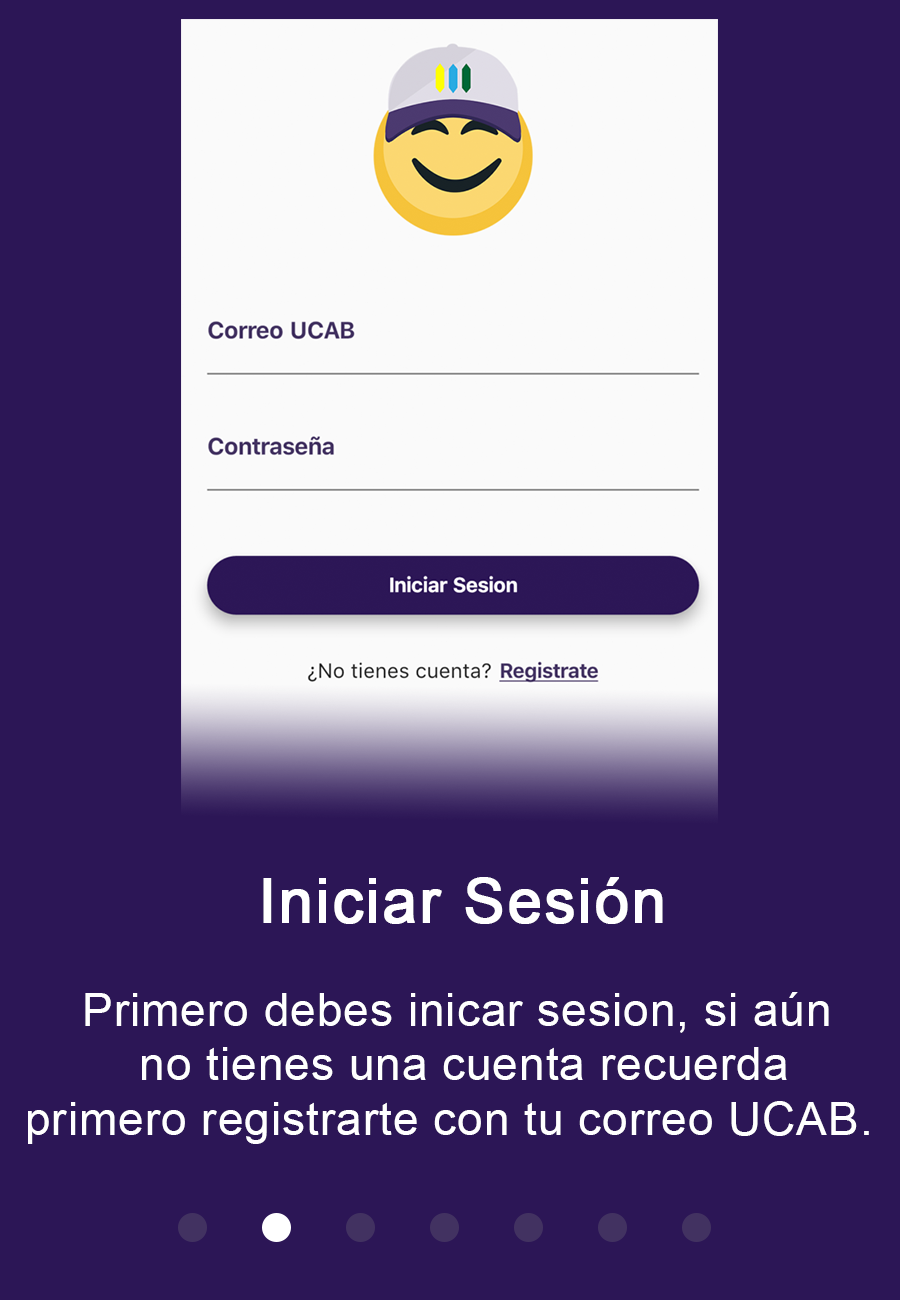 Correo UCAB
Contraseña
Iniciar Sesion
¿No tienes cuenta? Registrate
Iniciar Sesión
Primero debes inicar sesion, si aún
no tienes una cuenta recuerda
primero registrarte con tu correo UCAB.